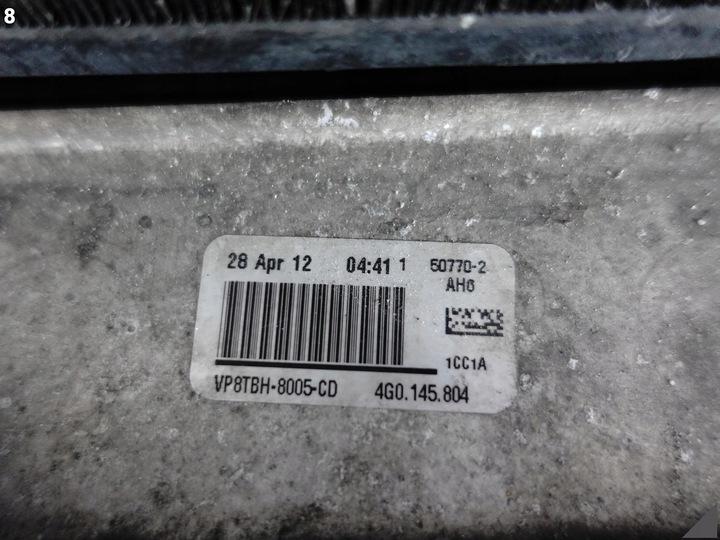 8
28 Apr 12 04:41 1 50770-2
AH6
1CC1A
VP8TBH-8005-CD 4G0.145.804